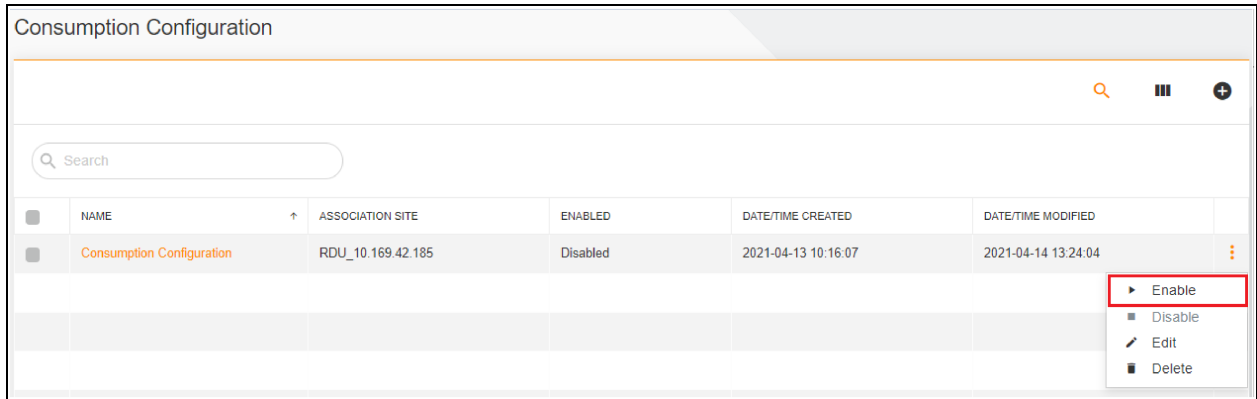 Consumption Configuration
Search
NAME ↑ ASSOCIATION SITE ENABLED DATE/TIME CREATED DATE/TIME MODIFIED
Consumption Configuration RDU_10.169.42.185 Disabled 2021-04-13 10:16:07 2021-04-14 13:24:04
Enable
Disable
Edit
Delete